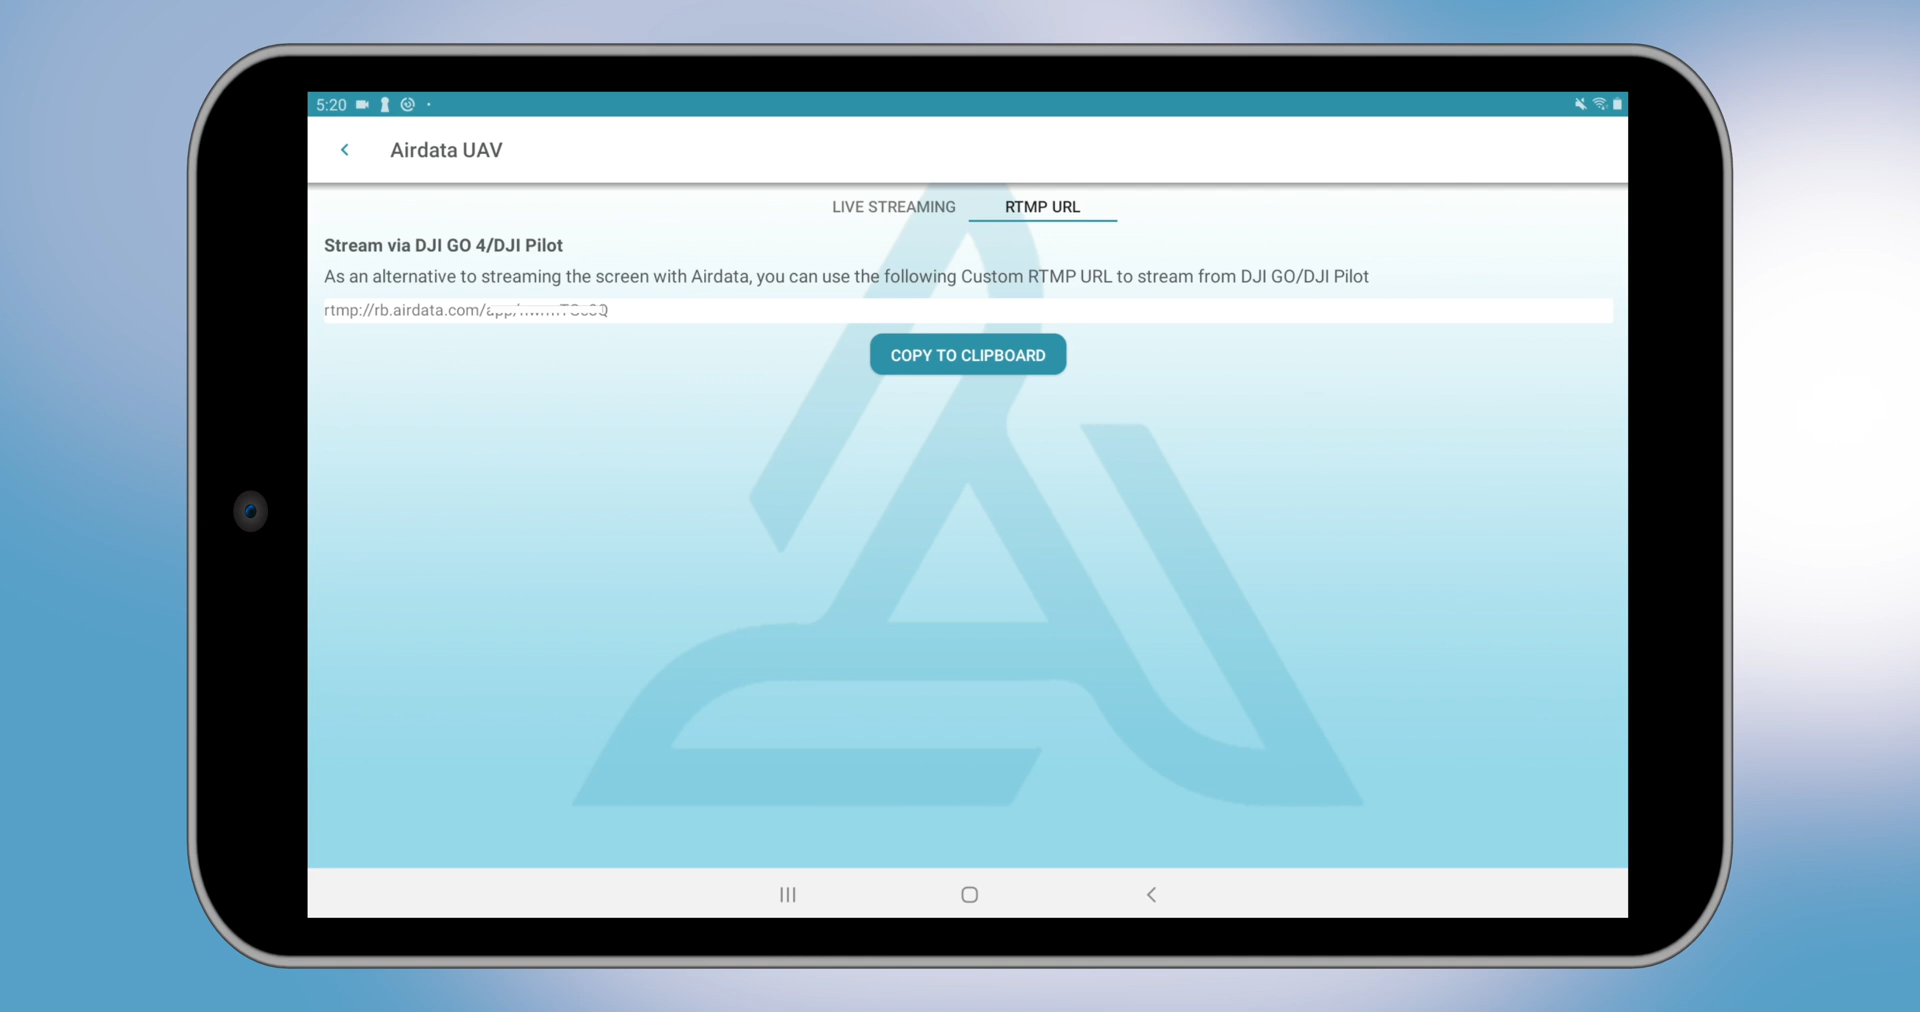 5:20
Airdata UAV
LIVE STREAMING
RTMP URL
Stream via DJI GO 4/DJI Pilot
As an alternative to streaming the screen with Airdata, you can use the following Custom RTMP URL to stream from DJI GO/DJI Pilot
rtmp://rb.airdata.com/app/
COPY TO CLIPBOARD